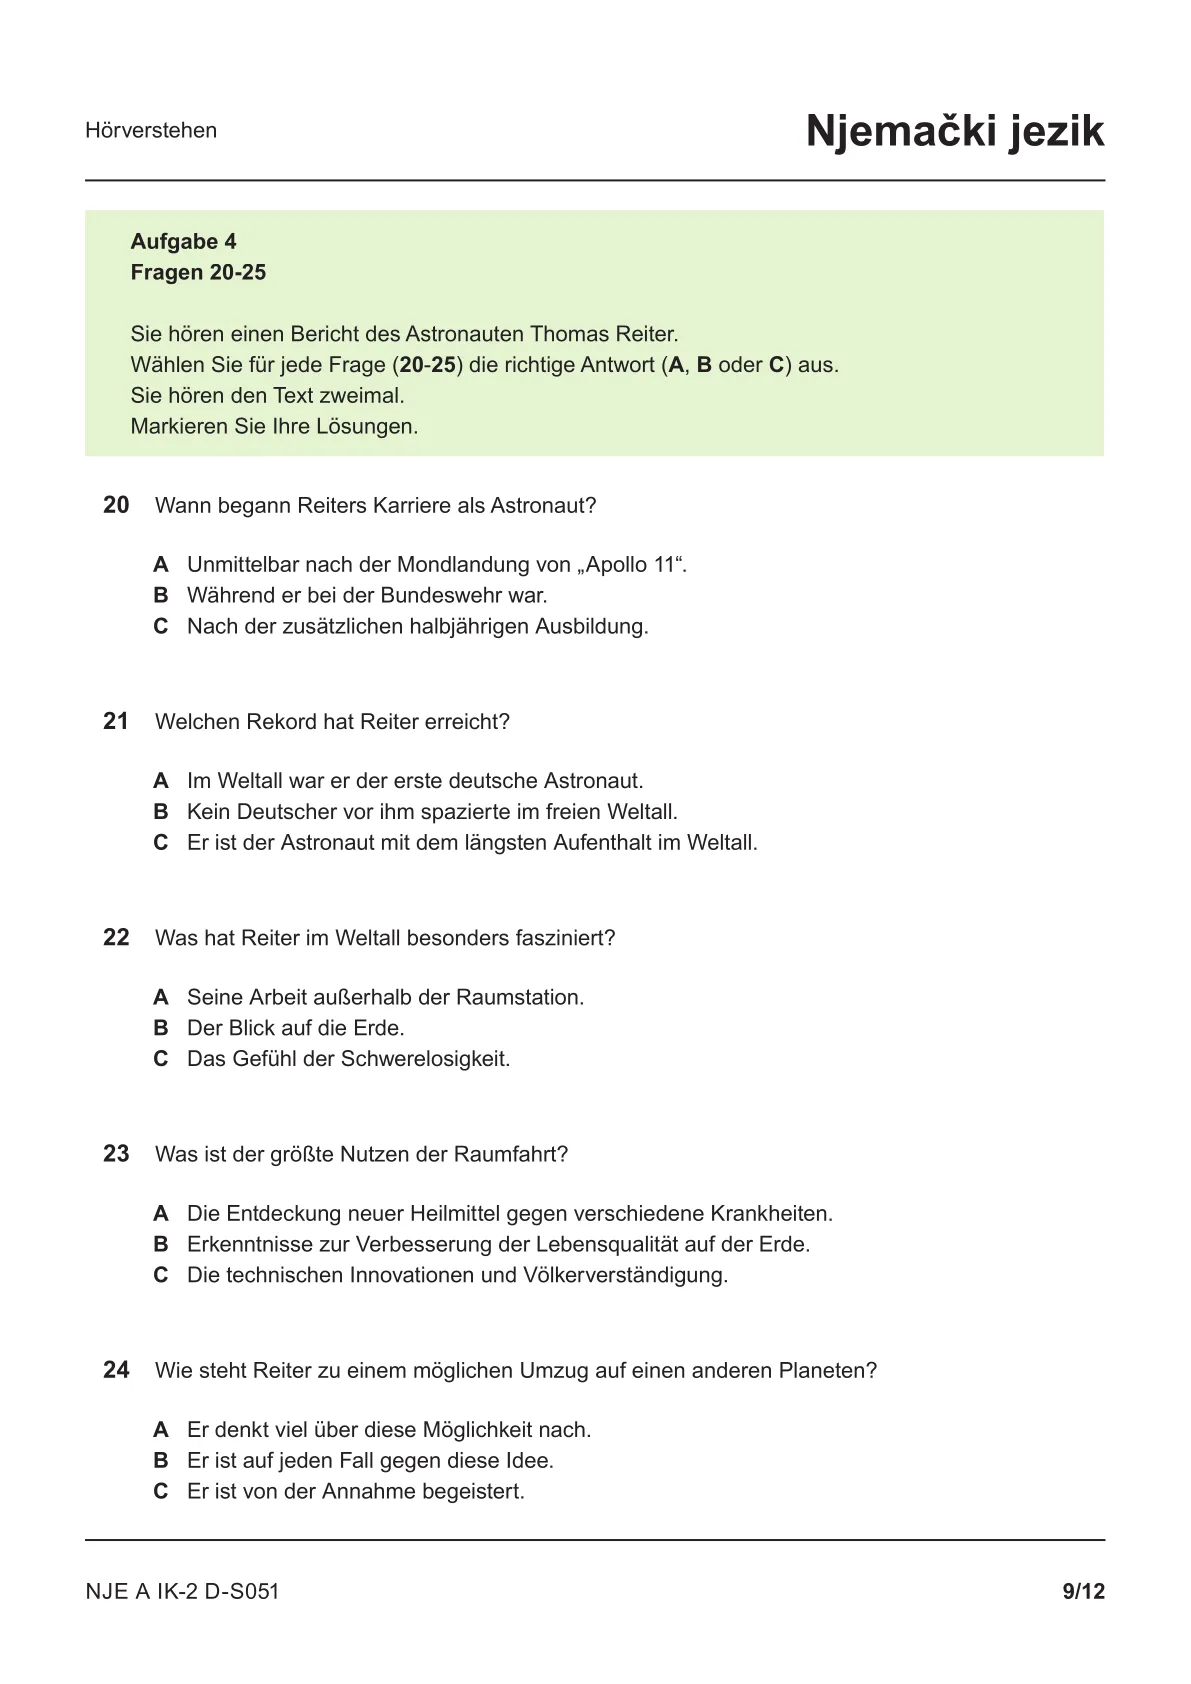 Hörverstehen
Njemački jezik
Aufgabe 4
Fragen 20-25
Sie hören einen Bericht des Astronauten Thomas Reiter.
Wählen Sie für jede Frage (20-25) die richtige Antwort (A, B oder C) aus.
Sie hören den Text zweimal.
Markieren Sie Ihre Lösungen.
20 Wann begann Reiters Karriere als Astronaut?
A Unmittelbar nach der Mondlandung von „Apollo 11“.
B Während er bei der Bundeswehr war.
C Nach der zusätzlichen halbjährigen Ausbildung.
21 Welchen Rekord hat Reiter erreicht?
A Im Weltall war er der erste deutsche Astronaut.
B Kein Deutscher vor ihm spazierte im freien Weltall.
C Er ist der Astronaut mit dem längsten Aufenthalt im Weltall.
22 Was hat Reiter im Weltall besonders fasziniert?
A Seine Arbeit außerhalb der Raumstation.
B Der Blick auf die Erde.
C Das Gefühl der Schwerelosigkeit.
23 Was ist der größte Nutzen der Raumfahrt?
A Die Entdeckung neuer Heilmittel gegen verschiedene Krankheiten.
B Erkenntnisse zur Verbesserung der Lebensqualität auf der Erde.
C Die technischen Innovationen und Völkerverständigung.
24 Wie steht Reiter zu einem möglichen Umzug auf einen anderen Planeten?
A Er denkt viel über diese Möglichkeit nach.
B Er ist auf jeden Fall gegen diese Idee.
C Er ist von der Annahme begeistert.
NJE A IK-2 D-S051
9/12